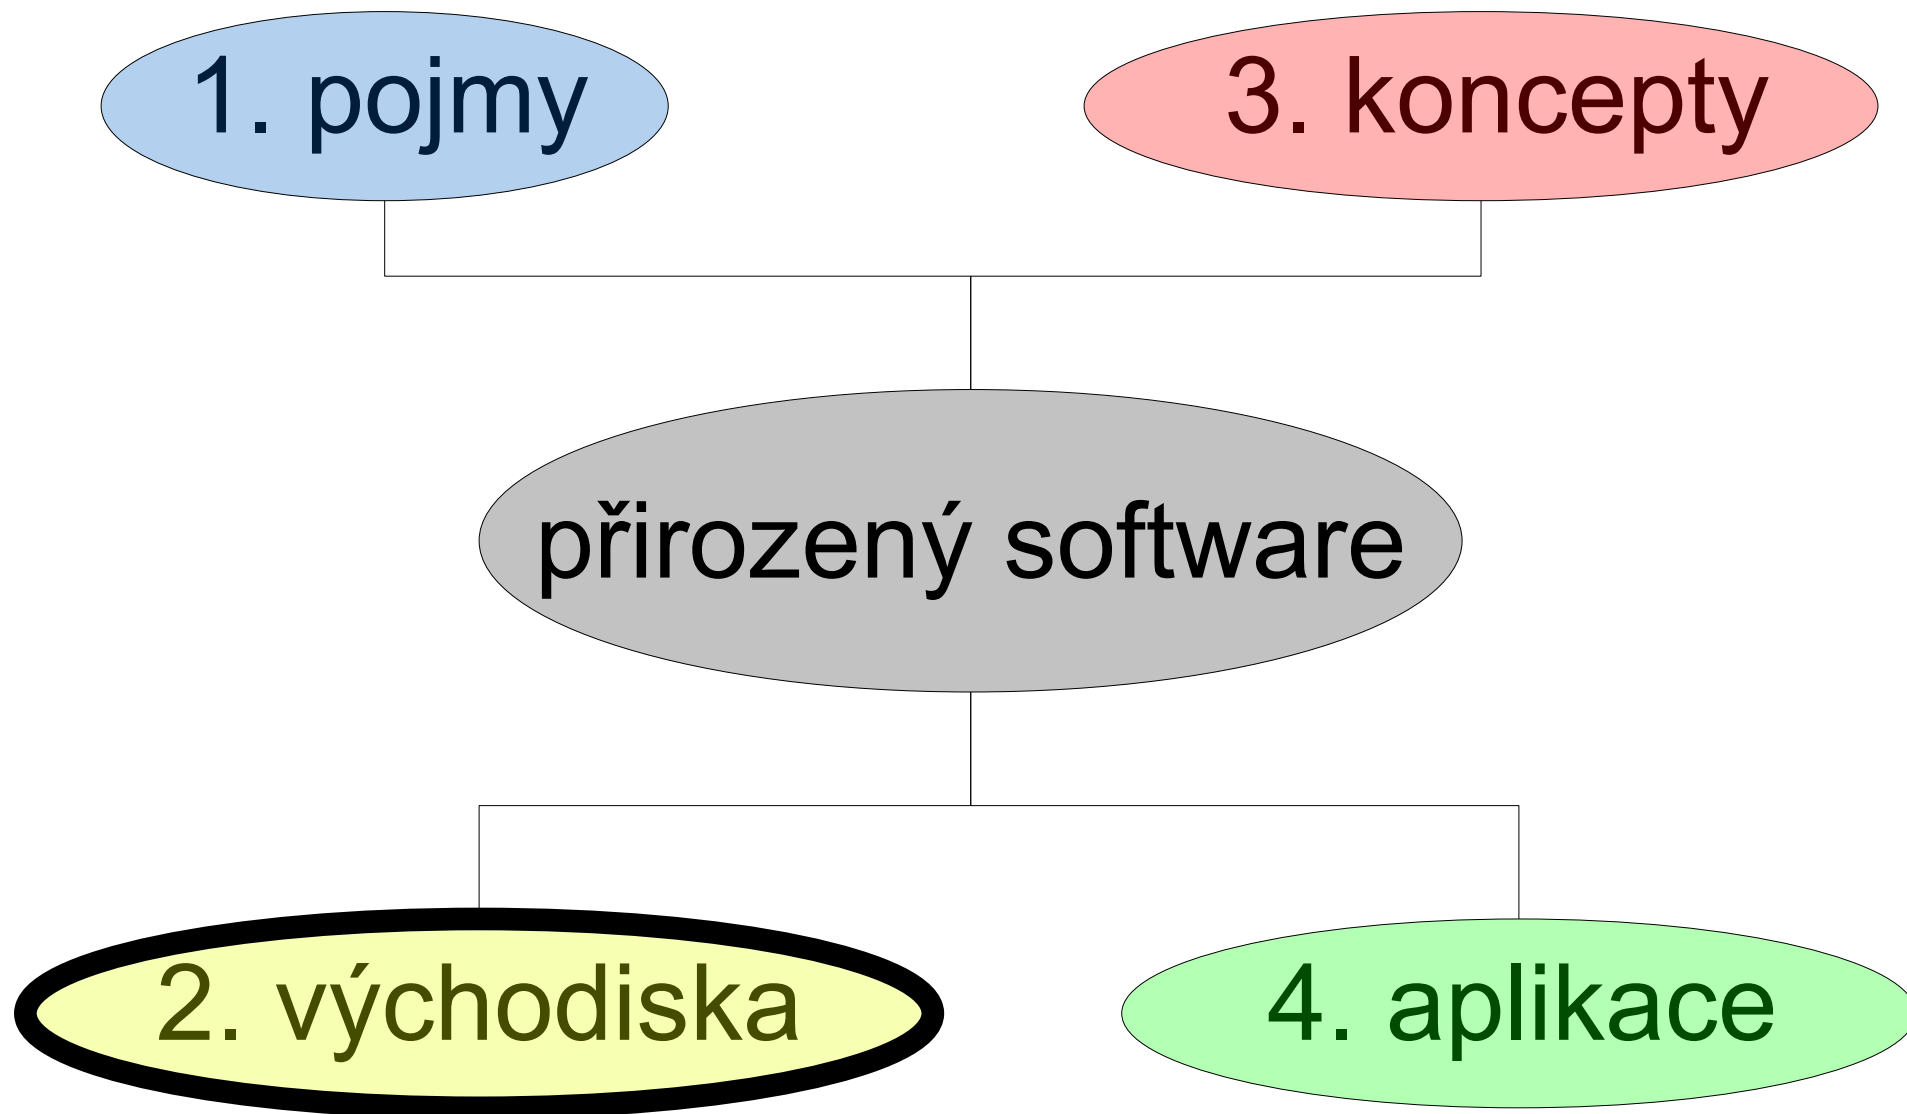 1. pojmy
3. koncepty
přirozený software
2. východiska
4. aplikace